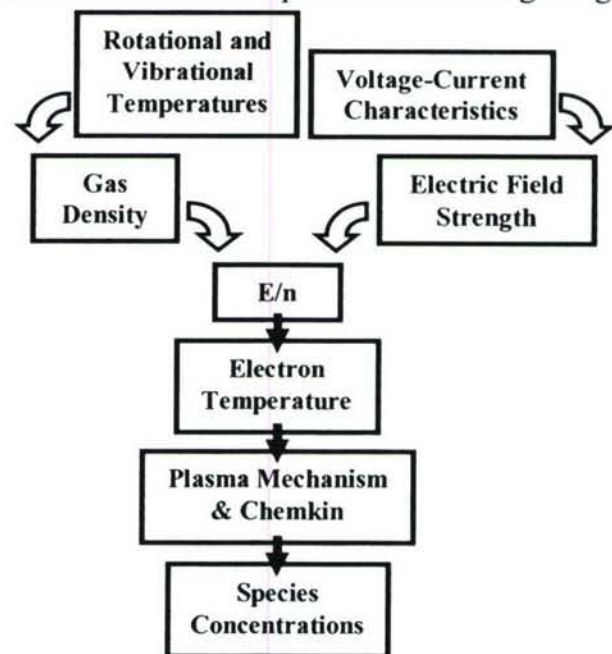 Rotational and
Vibrational
Temperatures
Voltage-Current
Characteristics
Gas
Density
Electric Field
Strength
E/n
Electron
Temperature
Plasma Mechanism
& Chemkin
Species
Concentrations